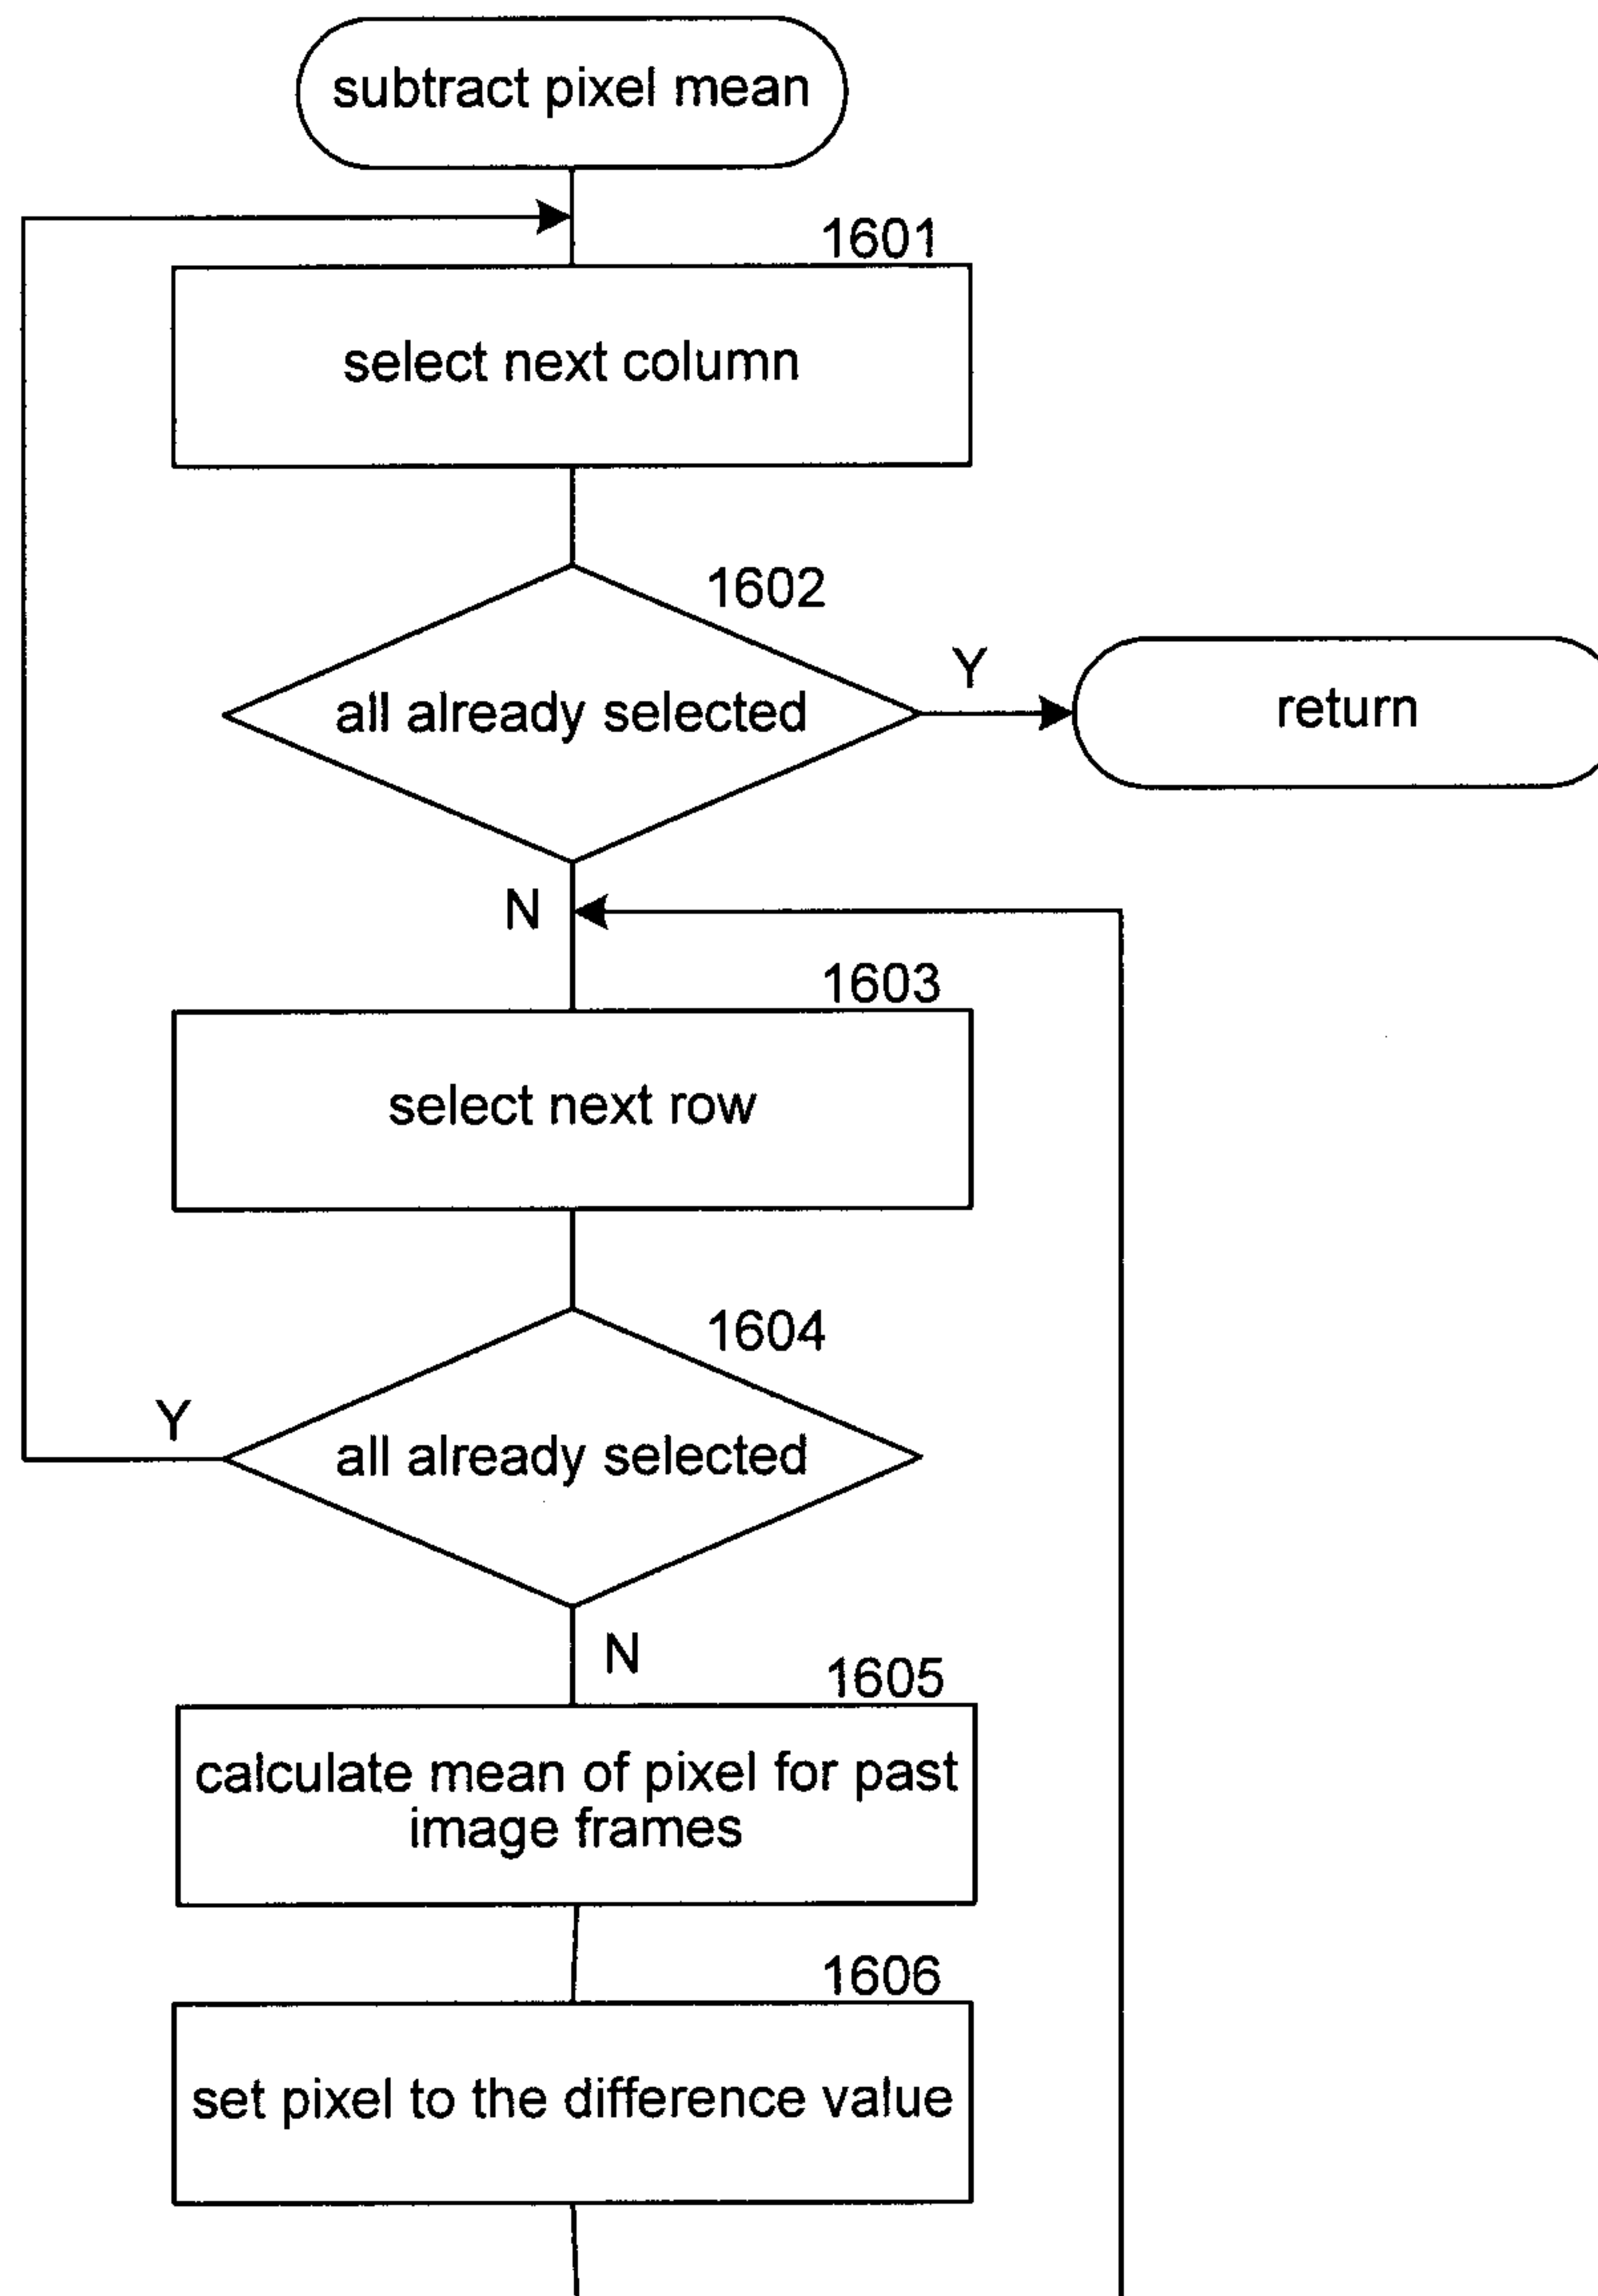 subtract pixel mean
1601
select next column
1602
all already selected
Y
return
N
1603
select next row
1604
Y
all already selected
N
1605
calculate mean of pixel for past
image frames
1606
set pixel to the difference value